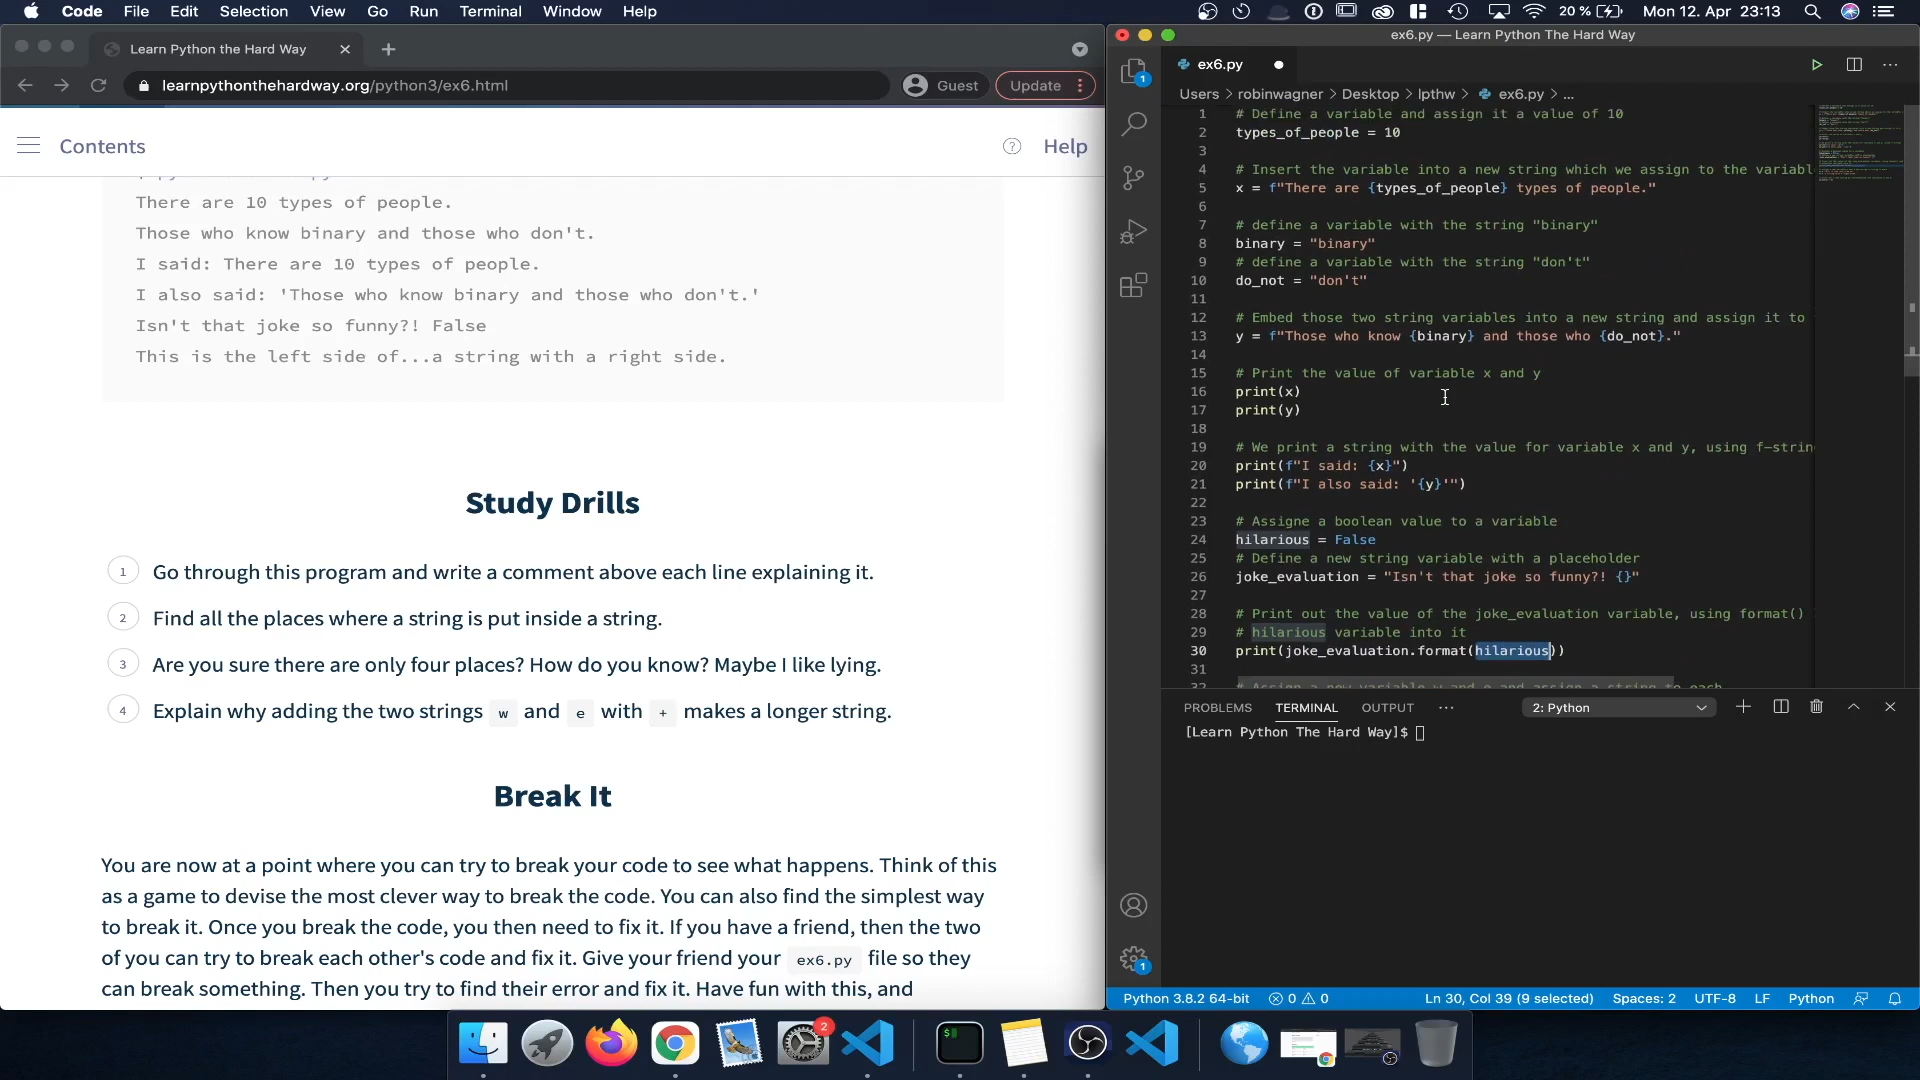 Code File Edit Selection View Go Run Terminal Window Help
20 % Mon 12. Apr 23:13
Learn Python the Hard Way
learnpythonthehardway.org/python3/ex6.html
Guest
Update
Contents
Help
There are 10 types of people.
Those who know binary and those who don't.
I said: There are 10 types of people.
I also said: 'Those who know binary and those who don't.'
Isn't that joke so funny?! False
This is the left side of...a string with a right side.
Study Drills
1 Go through this program and write a comment above each line explaining it.
2 Find all the places where a string is put inside a string.
3 Are you sure there are only four places? How do you know? Maybe I like lying.
4 Explain why adding the two strings w and e with + makes a longer string.
Break It
You are now at a point where you can try to break your code to see what happens. Think of this
as a game to devise the most clever way to break the code. You can also find the simplest way
to break it. Once you break the code, you then need to fix it. If you have a friend, then the two
of you can try to break each other's code and fix it. Give your friend your ex6.py file so they
can break something. Then you try to find their error and fix it. Have fun with this, and
ex6.py — Learn Python The Hard Way
ex6.py
Users > robinwagner > Desktop > lpthw > ex6.py > ...
1 # Define a variable and assign it a value of 10
2 types_of_people = 10
3
4 # Insert the variable into a new string which we assign to the variabl
5 x = f"There are {types_of_people} types of people."
6
7 # define a variable with the string "binary"
8 binary = "binary"
9 # define a variable with the string "don't"
10 do_not = "don't"
11
12 # Embed those two string variables into a new string and assign it to
13 y = f"Those who know {binary} and those who {do_not}."
14
15 # Print the value of variable x and y
16 print(x)
17 print(y)
18
19 # We print a string with the value for variable x and y, using f-strin
20 print(f"I said: {x}")
21 print(f"I also said: '{y}'")
22
23 # Assigne a boolean value to a variable
24 hilarious = False
25 # Define a new string variable with a placeholder
26 joke_evaluation = "Isn't that joke so funny?! {}"
27
28 # Print out the value of the joke_evaluation variable, using format()
29 # hilarious variable into it
30 print(joke_evaluation.format(hilarious))
31
32 # Assign a new variable w and e and assign a string to each
PROBLEMS TERMINAL OUTPUT ... 2: Python
[Learn Python The Hard Way]$
1
1
Python 3.8.2 64-bit 0 0 Ln 30, Col 39 (9 selected) Spaces: 2 UTF-8 LF Python
2